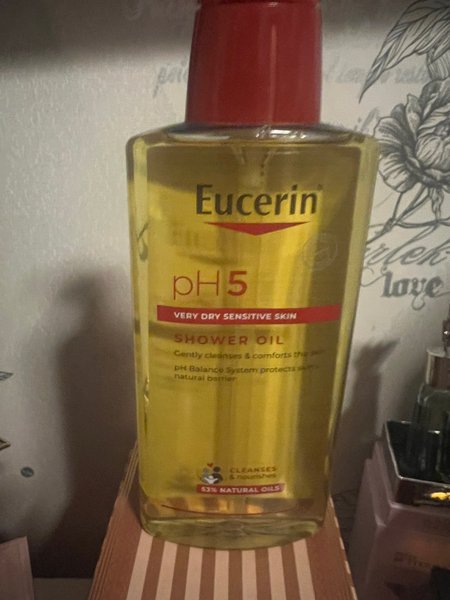 Eucerin
pH5
VERY DRY SENSITIVE SKIN
SHOWER OIL
Gently cleanses & comforts the skin
pH Balance System protects skin's
natural barrier
CLEANSES
& nourishes
53% NATURAL OILS
love